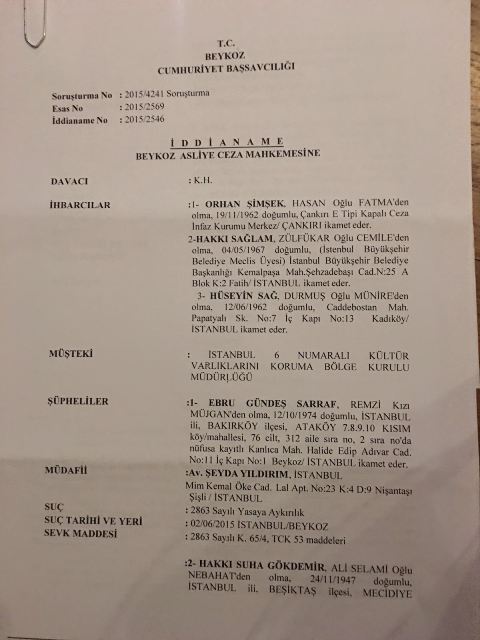 T.C.
BEYKOZ
CUMHURİYET BAŞSAVCILIĞI
Soruşturma No : 2015/4241 Soruşturma
Esas No : 2015/2569
İddianame No : 2015/2546
İ D D İ A N A M E
BEYKOZ ASLİYE CEZA MAHKEMESİNE
DAVACI : K.H.
İHBARCILAR :1- ORHAN ŞİMŞEK, HASAN Oğlu FATMA'den
olma, 19/11/1962 doğumlu, Çankırı E Tipi Kapalı Ceza
İnfaz Kurumu Merkez/ ÇANKIRI ikamet eder.
2-HAKKI SAĞLAM, ZÜLFÜKAR Oğlu CEMİLE'den
olma, 04/05/1967 doğumlu, (İstenbul Büyükşehir
Belediye Meclis Üyesi) İstanbul Büyükşehir Belediye
Başkanlığı Kemalpaşa Mah.Şehzadebaşı Cad.N:25 A
Blok K:2 Fatih/ İSTANBUL ikamet eder.
3- HÜSEYİN SAĞ, DURMUŞ Oğlu MÜNİRE'den
olma, 12/06/1962 doğumlu, Caddebostan Mah.
Papatyalı Sk. No:7 İç Kapı No:13 Kadıköy/
İSTANBUL ikamet eder.
MÜŞTEKİ : İSTANBUL 6 NUMARALI KÜLTÜR
VARLIKLARINI KORUMA BÖLGE KURULU
MÜDÜRLÜĞÜ
ŞÜPHELİLER :1- EBRU GÜNDEŞ SARRAF, REMZİ Kızı
MÜJGAN'den olma, 12/10/1974 doğumlu, İSTANBUL
ili, BAKIRKÖY ilçesi, ATAKÖY 7.8.9.10 KISIM
köy/mahallesi, 76 cilt, 312 aile sıra no, 2 sıra no'da
nüfusa kayıtlı Kanlıca Mah. Halide Edip Adıvar Cad.
No:11 İç Kapı No:1 Beykoz/ İSTANBUL ikamet eder.
MÜDAFİİ :Av. ŞEYDA YILDIRIM, İSTANBUL
Mim Kemal Öke Cad. Lal Apt. No:23 K:4 D:9 Nişantaşı
Şişli / İSTANBUL
SUÇ : 2863 Sayılı Yasaya Aykırılık
SUÇ TARİHİ VE YERİ : 02/06/2015 İSTANBUL/BEYKOZ
SEVK MADDESİ : 2863 Sayılı K. 65/4, TCK 53 maddeleri
:2- HAKKI SUHA GÖKDEMİR, ALİ SELAMİ Oğlu
NEBAHAT'den olma, 24/11/1947 doğumlu,
İSTANBUL ili, BEŞİKTAŞ ilçesi, MECİDİYE